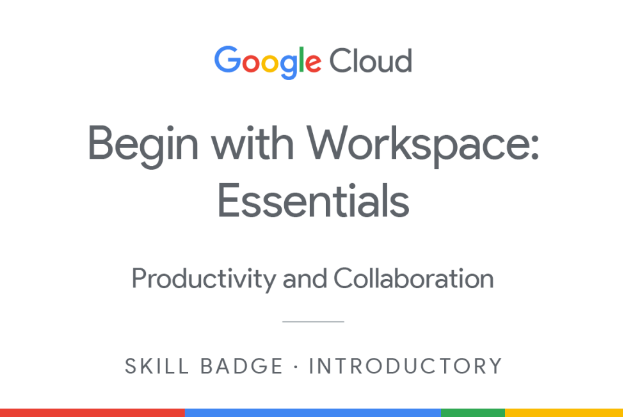 Google Cloud
Begin with Workspace:
Essentials
Productivity and Collaboration
SKILL BADGE · INTRODUCTORY